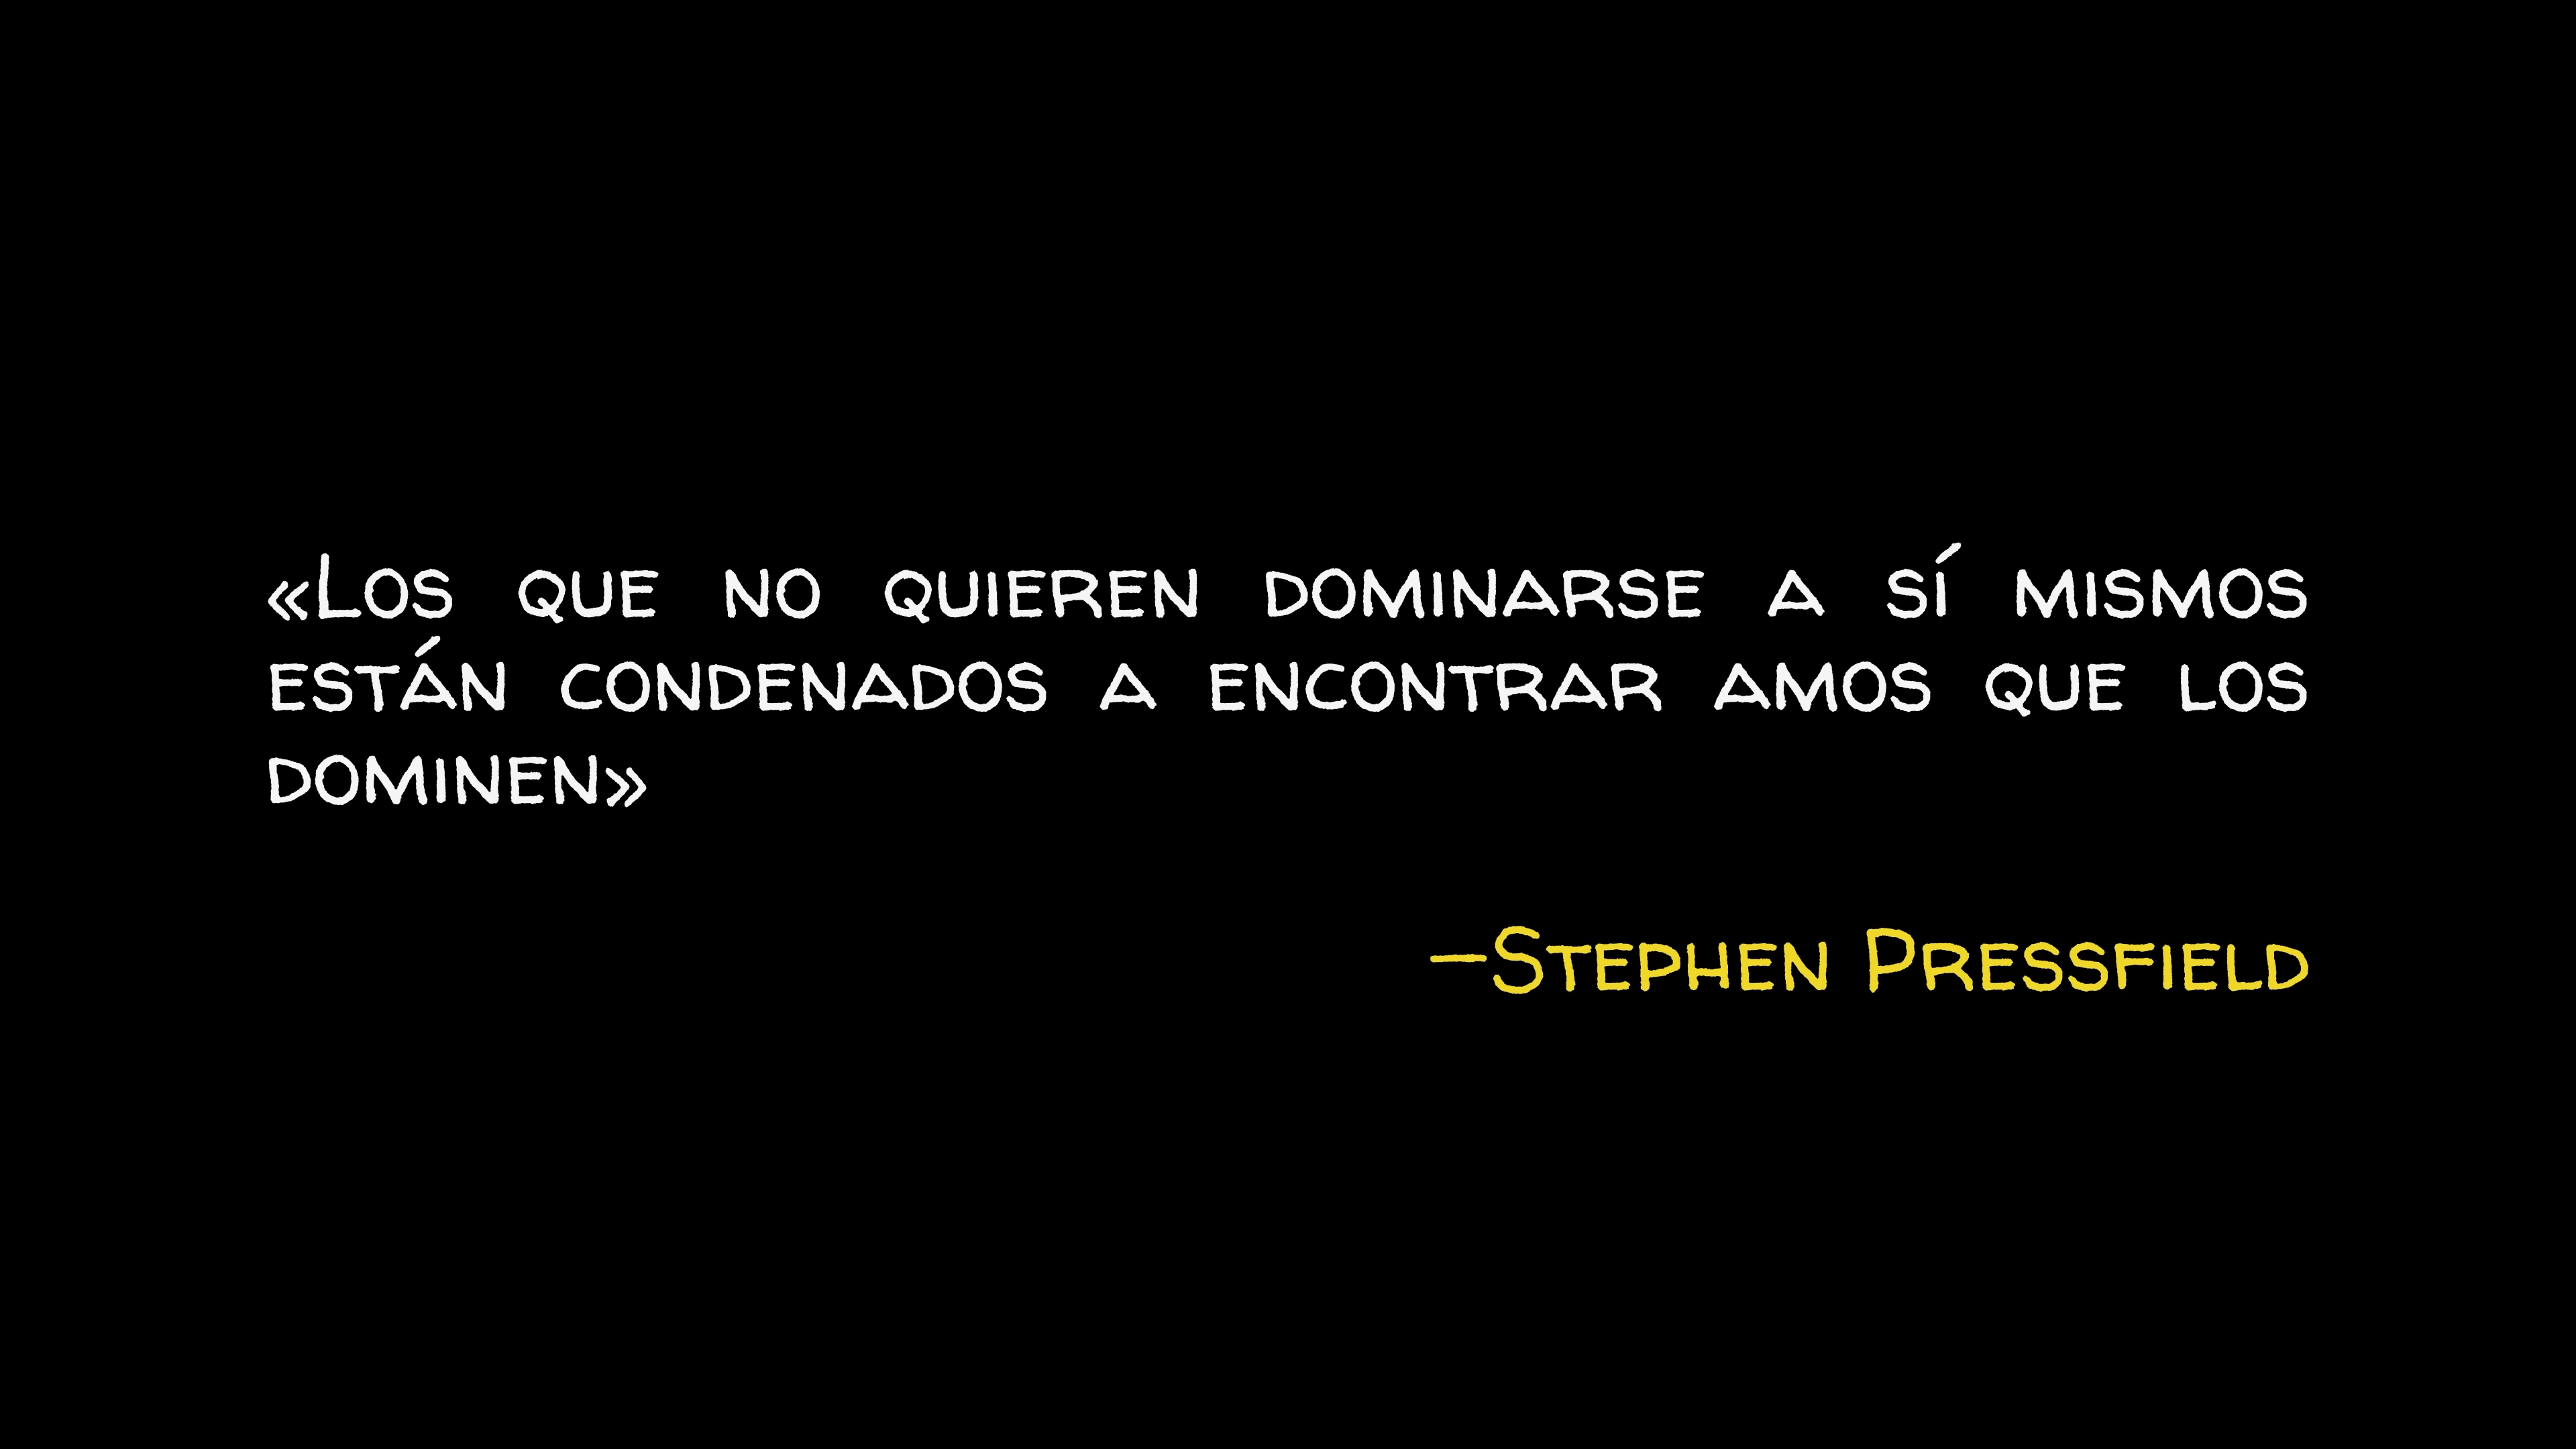 «Los que no quieren dominarse a sí mismos
están condenados a encontrar amos que los
dominen»
—Stephen Pressfield